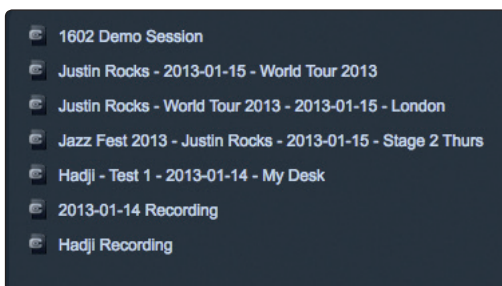 1602 Demo Session
Justin Rocks - 2013-01-15 - World Tour 2013
Justin Rocks - World Tour 2013 - 2013-01-15 - London
Jazz Fest 2013 - Justin Rocks - 2013-01-15 - Stage 2 Thurs
Hadji - Test 1 - 2013-01-14 - My Desk
2013-01-14 Recording
Hadji Recording